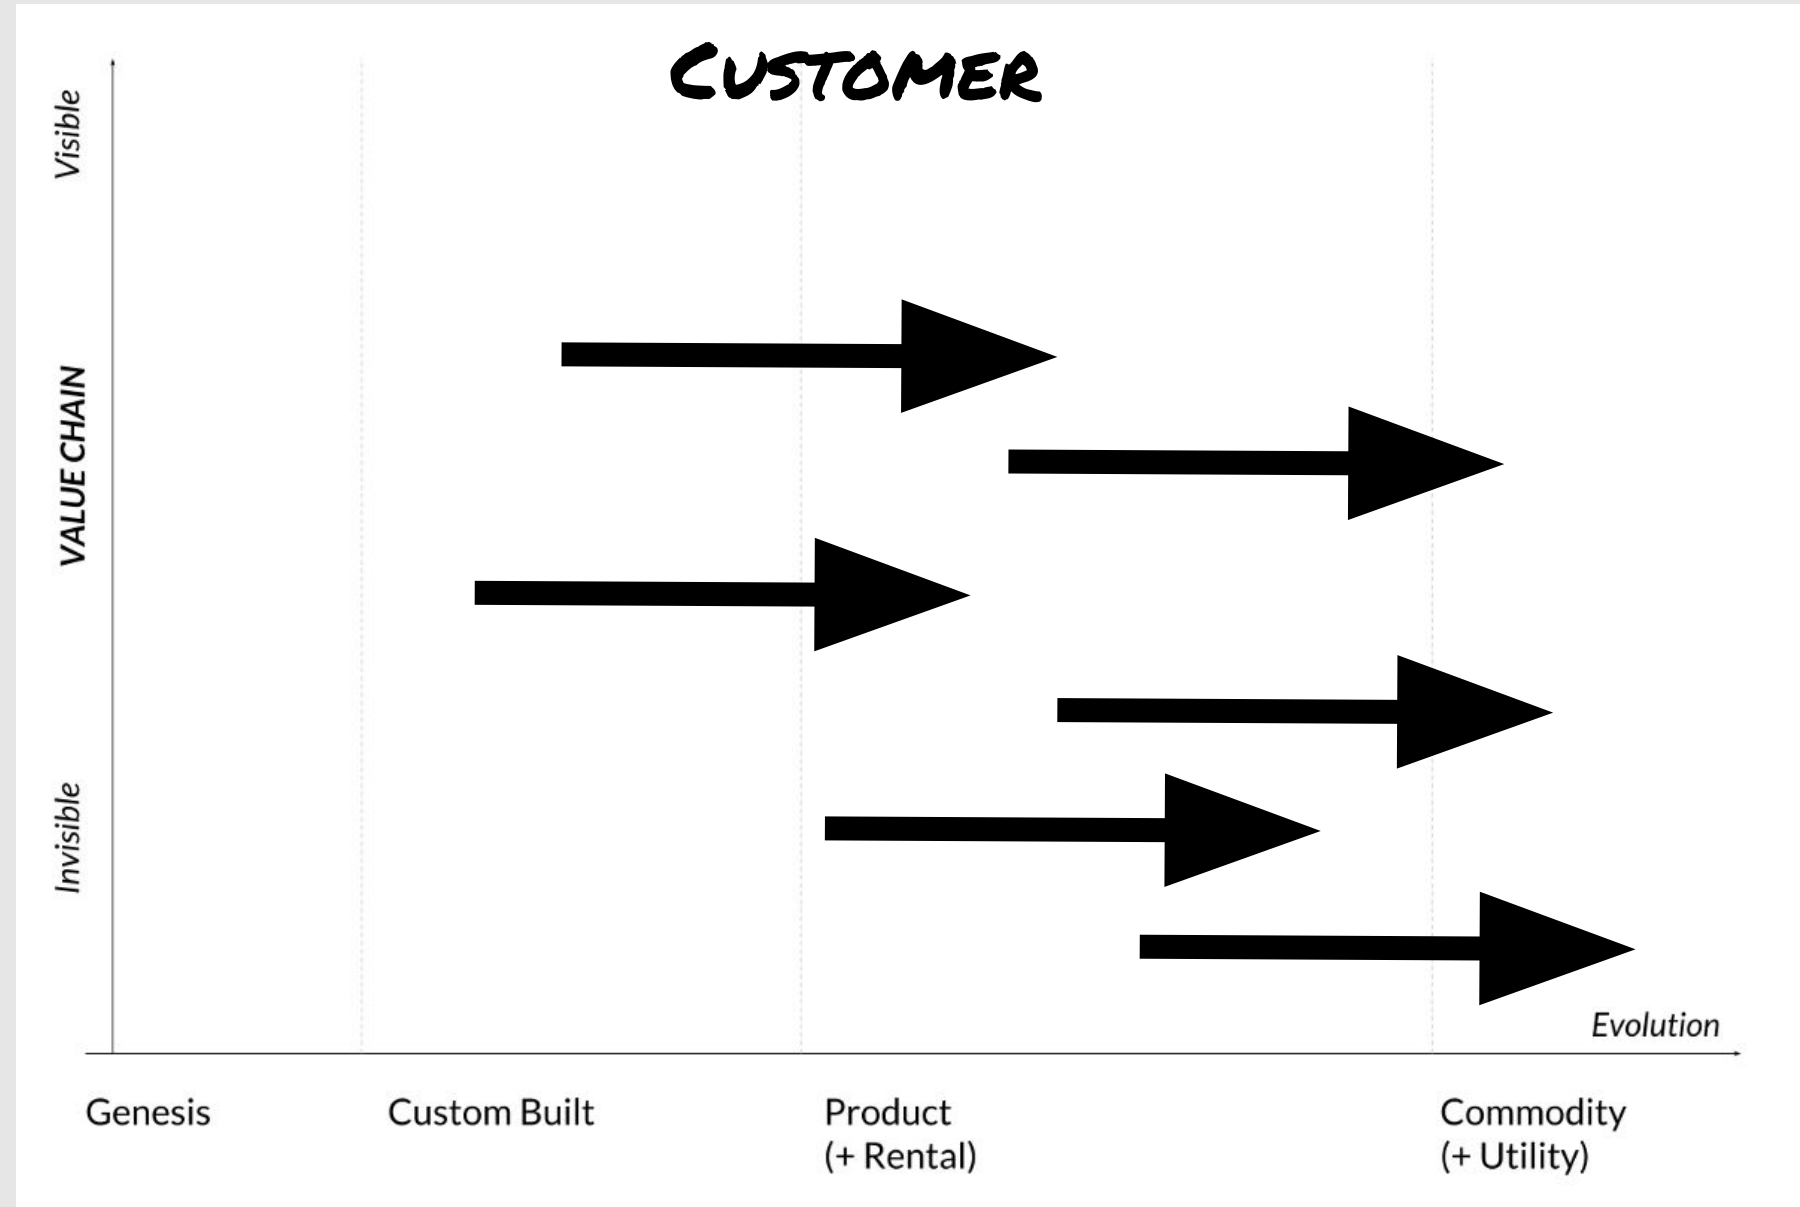 CUSTOMER
Visible
VALUE CHAIN
Invisible
Evolution
Genesis
Custom Built
Product
(+ Rental)
Commodity
(+ Utility)